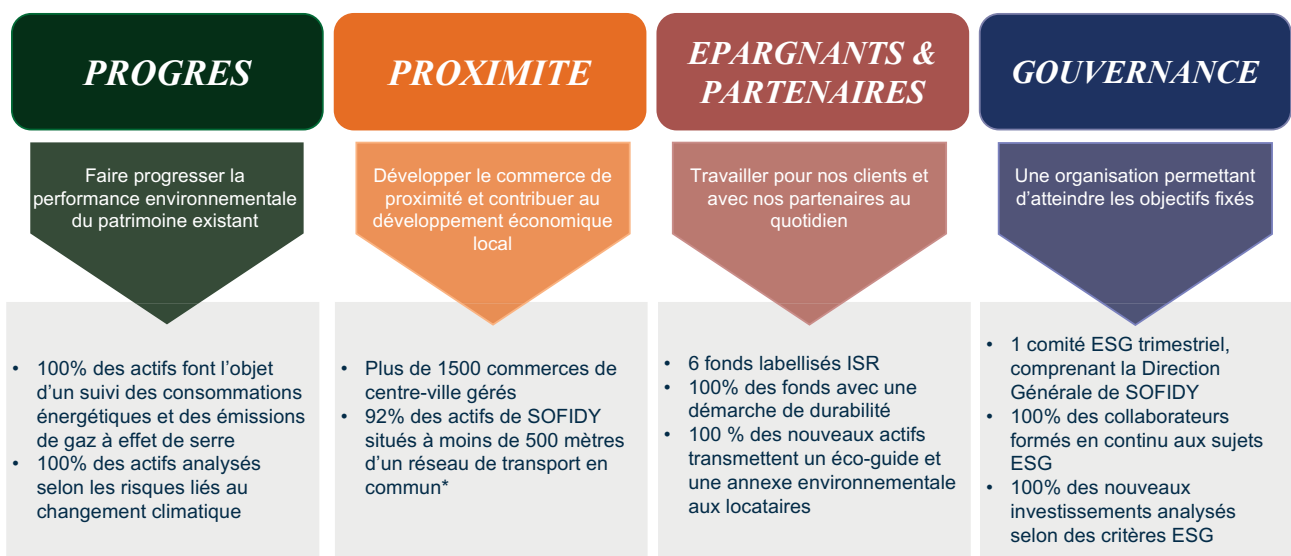 PROGRES
Faire progresser la
performance environnementale
du patrimoine existant
• 100% des actifs font l’objet
d’un suivi des consommations
énergétiques et des émissions
de gaz à effet de serre
• 100% des actifs analysés
selon les risques liés au
changement climatique
PROXIMITE
Développer le commerce de
proximité et contribuer au
développement économique
local
• Plus de 1500 commerces de
centre-ville gérés
• 92% des actifs de SOFIDY
situés à moins de 500 mètres
d’un réseau de transport en
commun*
EPARGNANTS &
PARTENAIRES
Travailler pour nos clients et
avec nos partenaires au
quotidien
• 6 fonds labellisés ISR
• 100% des fonds avec une
démarche de durabilité
• 100 % des nouveaux actifs
transmettent un éco-guide et
une annexe environnementale
aux locataires
GOUVERNANCE
Une organisation permettant
d’atteindre les objectifs fixés
• 1 comité ESG trimestriel,
comprenant la Direction
Générale de SOFIDY
• 100% des collaborateurs
formés en continu aux sujets
ESG
• 100% des nouveaux
investissements analysés
selon des critères ESG